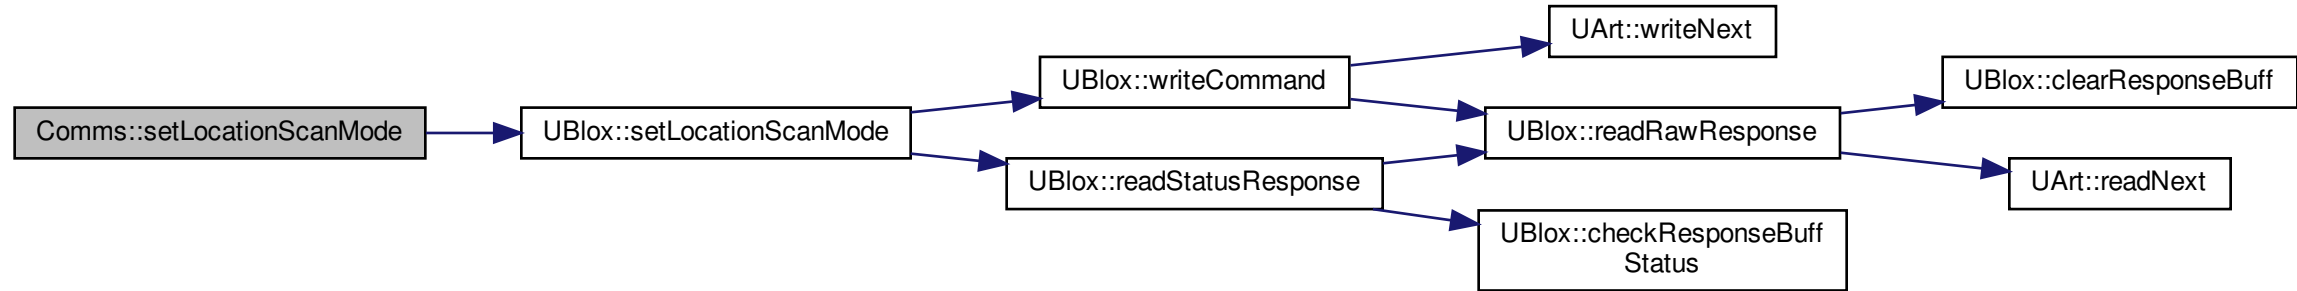 Comms::setLocationScanMode
UBlox::setLocationScanMode
UBlox::writeCommand
UBlox::readStatusResponse
UArt::writeNext
UBlox::readRawResponse
UBlox::checkResponseBuff
Status
UBlox::clearResponseBuff
UArt::readNext